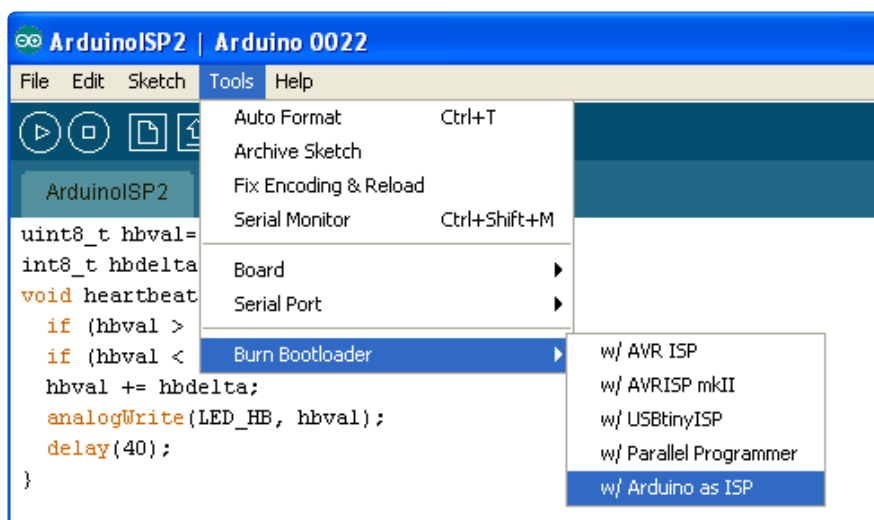 ArduinoISP2 | Arduino 0022
File Edit Sketch Tools Help
Auto Format Ctrl+T
Archive Sketch
Fix Encoding & Reload
Serial Monitor Ctrl+Shift+M
Board
Serial Port
Burn Bootloader
w/ AVR ISP
w/ AVRISP mkII
w/ USBtinyISP
w/ Parallel Programmer
w/ Arduino as ISP
ArduinoISP2
uint8_t hbval=
int8_t hbdelta
void heartbeat
if (hbval >
if (hbval <
hbval += hbdelta;
analogWrite(LED_HB, hbval);
delay(40);
}